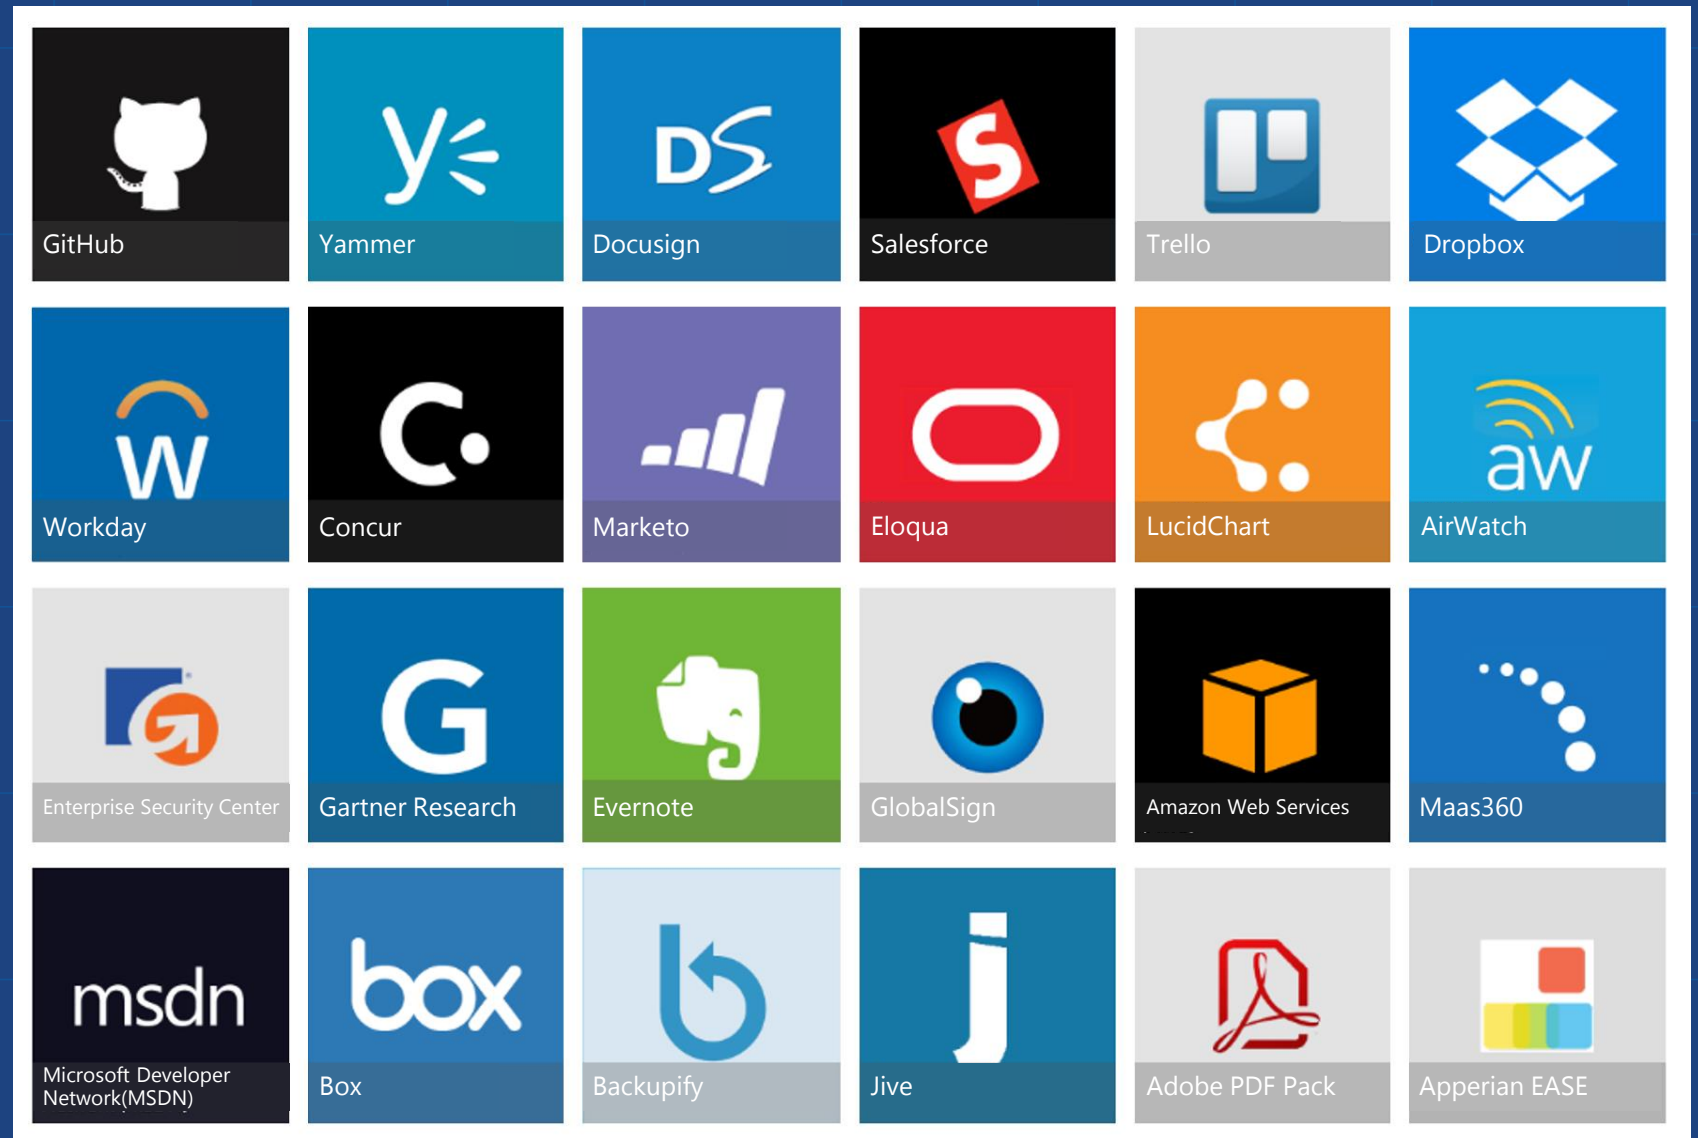 DS
S
GitHub
Yammer
Docusign
Salesforce
Trello
Dropbox
w
C.
aw
Workday
Concur
Marketo
Eloqua
LucidChart
AirWatch
G
Enterprise Security Center
Gartner Research
Evernote
GlobalSign
Amazon Web Services
Maas360
msdn
box
b
j
Microsoft Developer
Network(MSDN)
Box
Backupify
Jive
Adobe PDF Pack
Apperian EASE